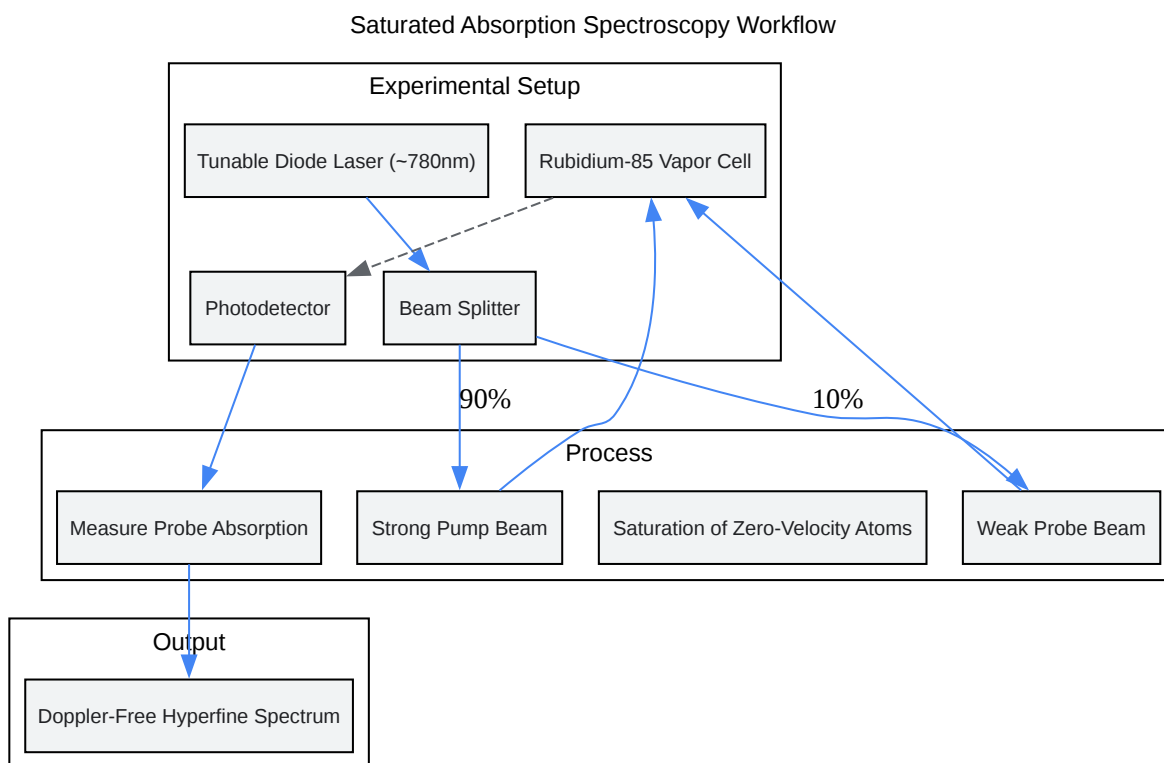 Saturated Absorption Spectroscopy Workflow
Experimental Setup
Tunable Diode Laser (~780nm)
Rubidium-85 Vapor Cell
Photodetector
Beam Splitter
90%
10%
Process
Measure Probe Absorption
Strong Pump Beam
Saturation of Zero-Velocity Atoms
Weak Probe Beam
Output
Doppler-Free Hyperfine Spectrum